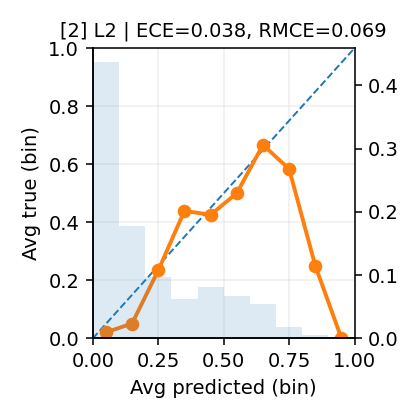 [2] L2 | ECE=0.038, RMCE=0.069
Avg true (bin)
1.0
0.8
0.6
0.4
0.2
0.0
0.4
0.3
0.2
0.1
0.0
0.00 0.25 0.50 0.75 1.00
Avg predicted (bin)